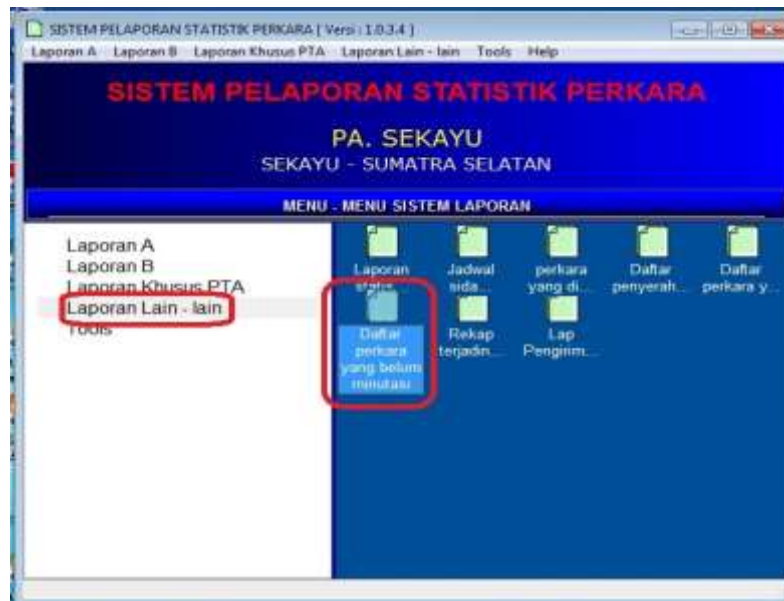 SISTEM PELAPORAN STATISTIK PERKARA [ Versi : 1.0.3.4 ]
Laporan A Laporan B Laporan Khusus PTA Laporan Lain - lain Tools Help
SISTEM PELAPORAN STATISTIK PERKARA
PA. SEKAYU
SEKAYU - SUMATRA SELATAN
MENU - MENU SISTEM LAPORAN
Laporan A
Laporan B
Laporan Khusus PTA
Laporan Lain - lain
Tools
Laporan
Jadwal
sida...
perkara
yang di...
Daftar
penyerah...
Daftar
perkara y...
Daftar
perkara
yang belum
minutasi
Rekap
terjadin...
Lap
Pengirim...